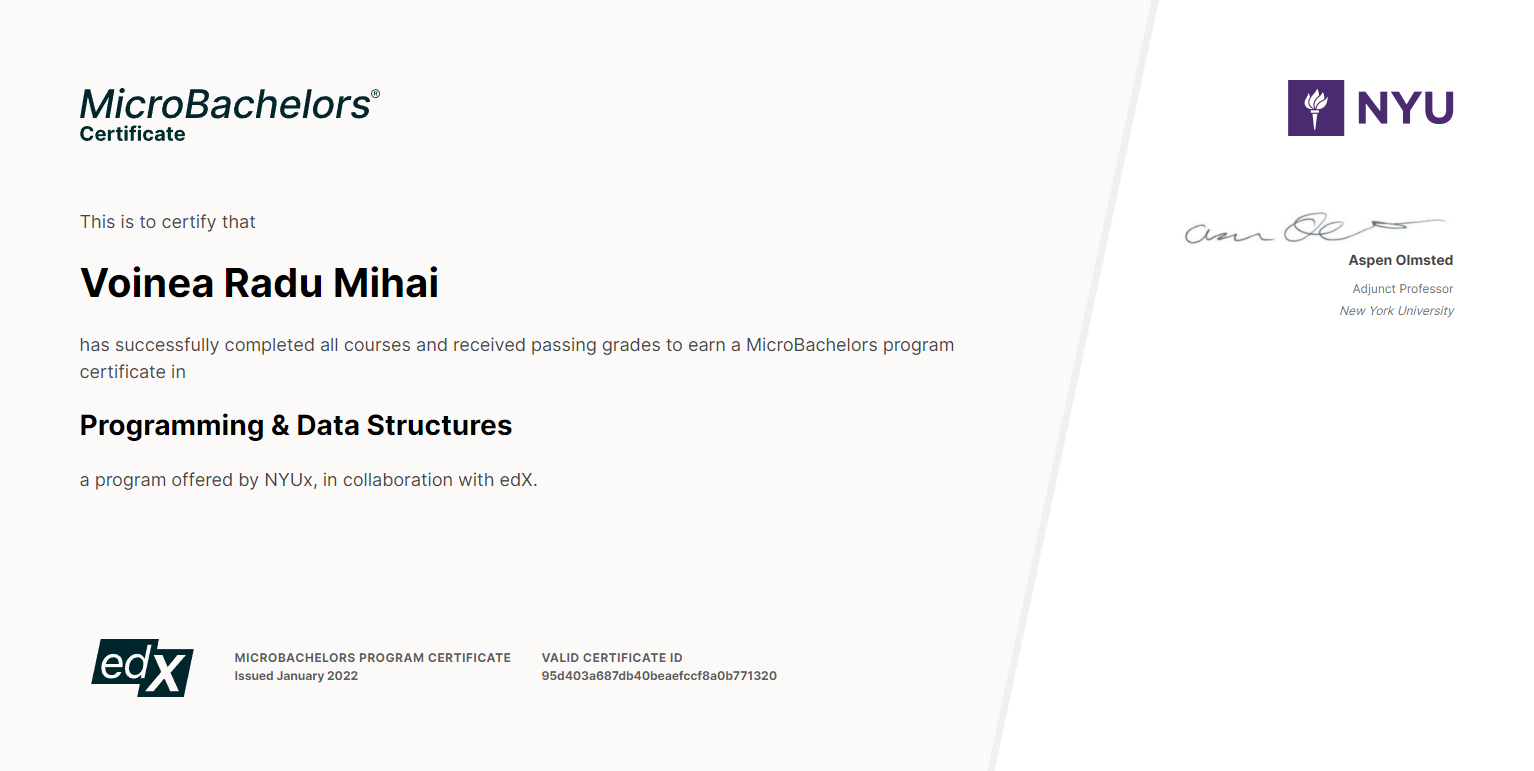 MicroBachelors®
Certificate
NYU
This is to certify that
Voinea Radu Mihai
has successfully completed all courses and received passing grades to earn a MicroBachelors program
certificate in
Programming & Data Structures
a program offered by NYUx, in collaboration with edX.
Aspen Olmsted
Adjunct Professor
New York University
edX
MICROBACHELORS PROGRAM CERTIFICATE
Issued January 2022
VALID CERTIFICATE ID
95d403a687db40beaefccf8a0b771320